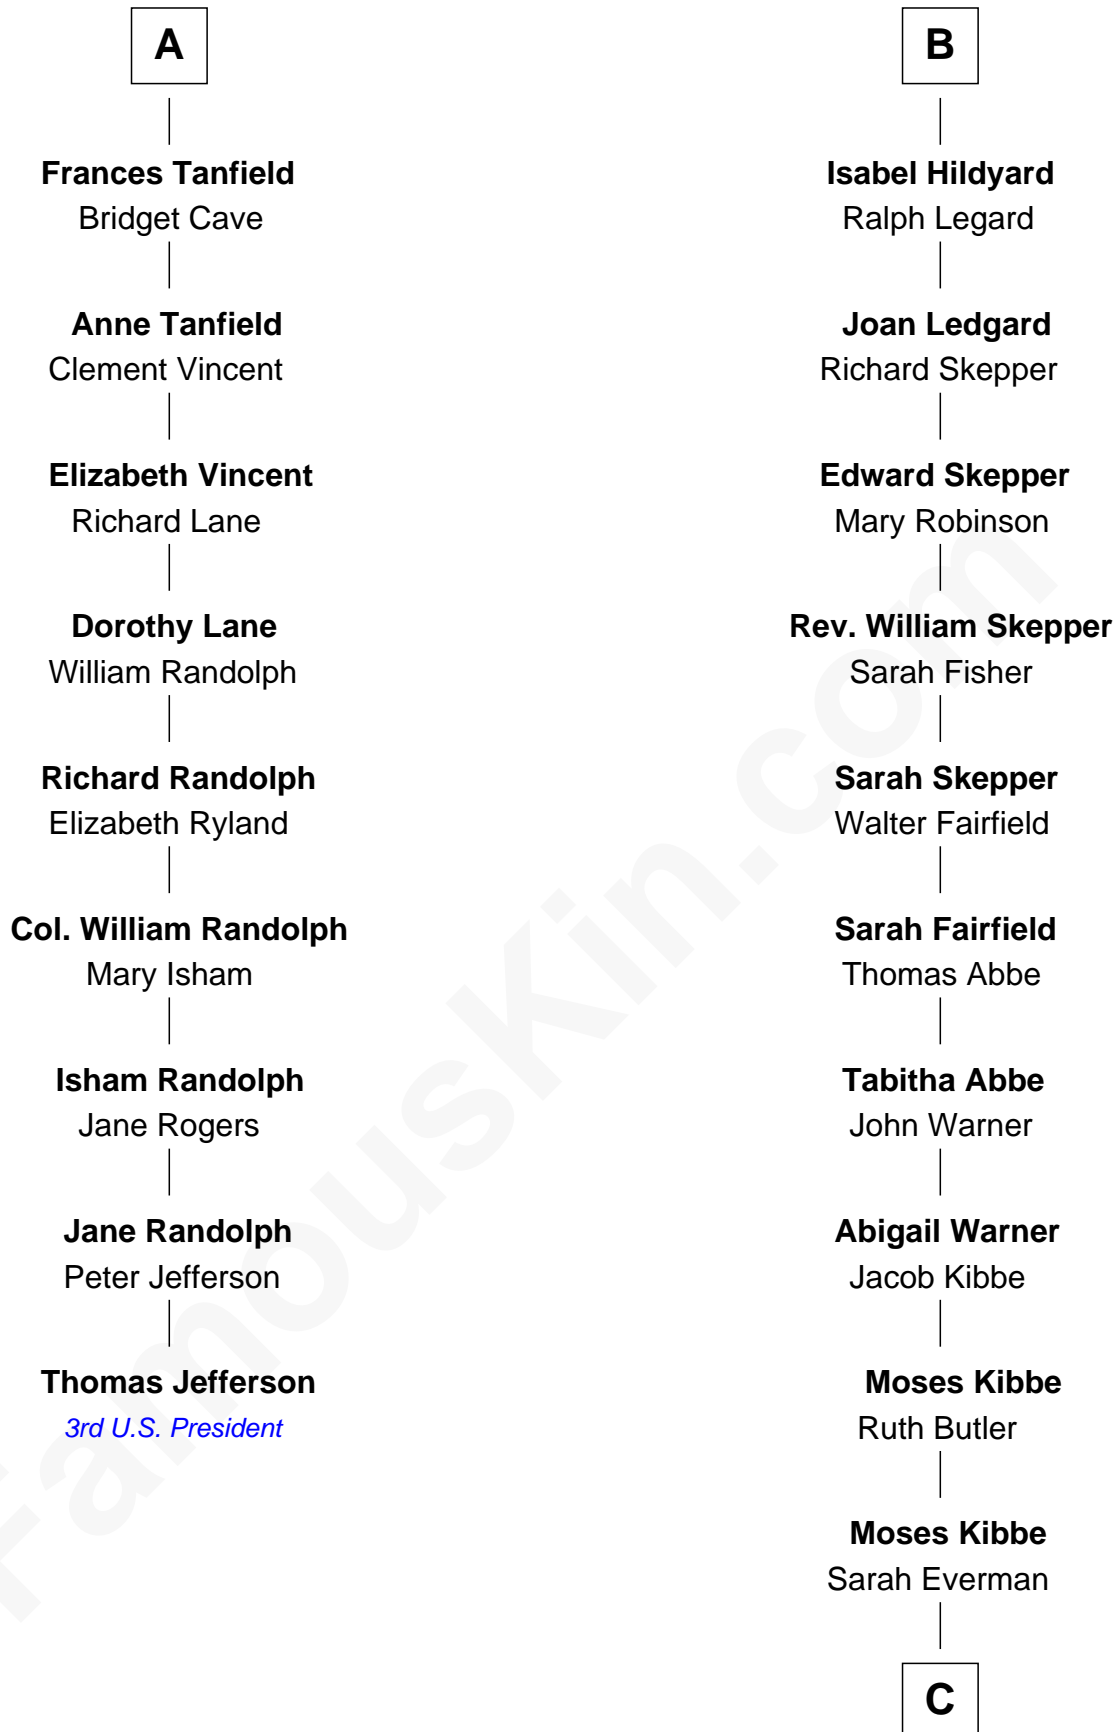 A
Frances Tanfield
Bridget Cave
Anne Tanfield
Clement Vincent
Elizabeth Vincent
Richard Lane
Dorothy Lane
William Randolph
Richard Randolph
Elizabeth Ryland
Col. William Randolph
Mary Isham
Isham Randolph
Jane Rogers
Jane Randolph
Peter Jefferson
Thomas Jefferson
3rd U.S. President
B
Isabel Hildyard
Ralph Legard
Joan Ledgard
Richard Skepper
Edward Skepper
Mary Robinson
Rev. William Skepper
Sarah Fisher
Sarah Skepper
Walter Fairfield
Sarah Fairfield
Thomas Abbe
Tabitha Abbe
John Warner
Abigail Warner
Jacob Kibbe
Moses Kibbe
Ruth Butler
Moses Kibbe
Sarah Everman
C
FamousKin.com